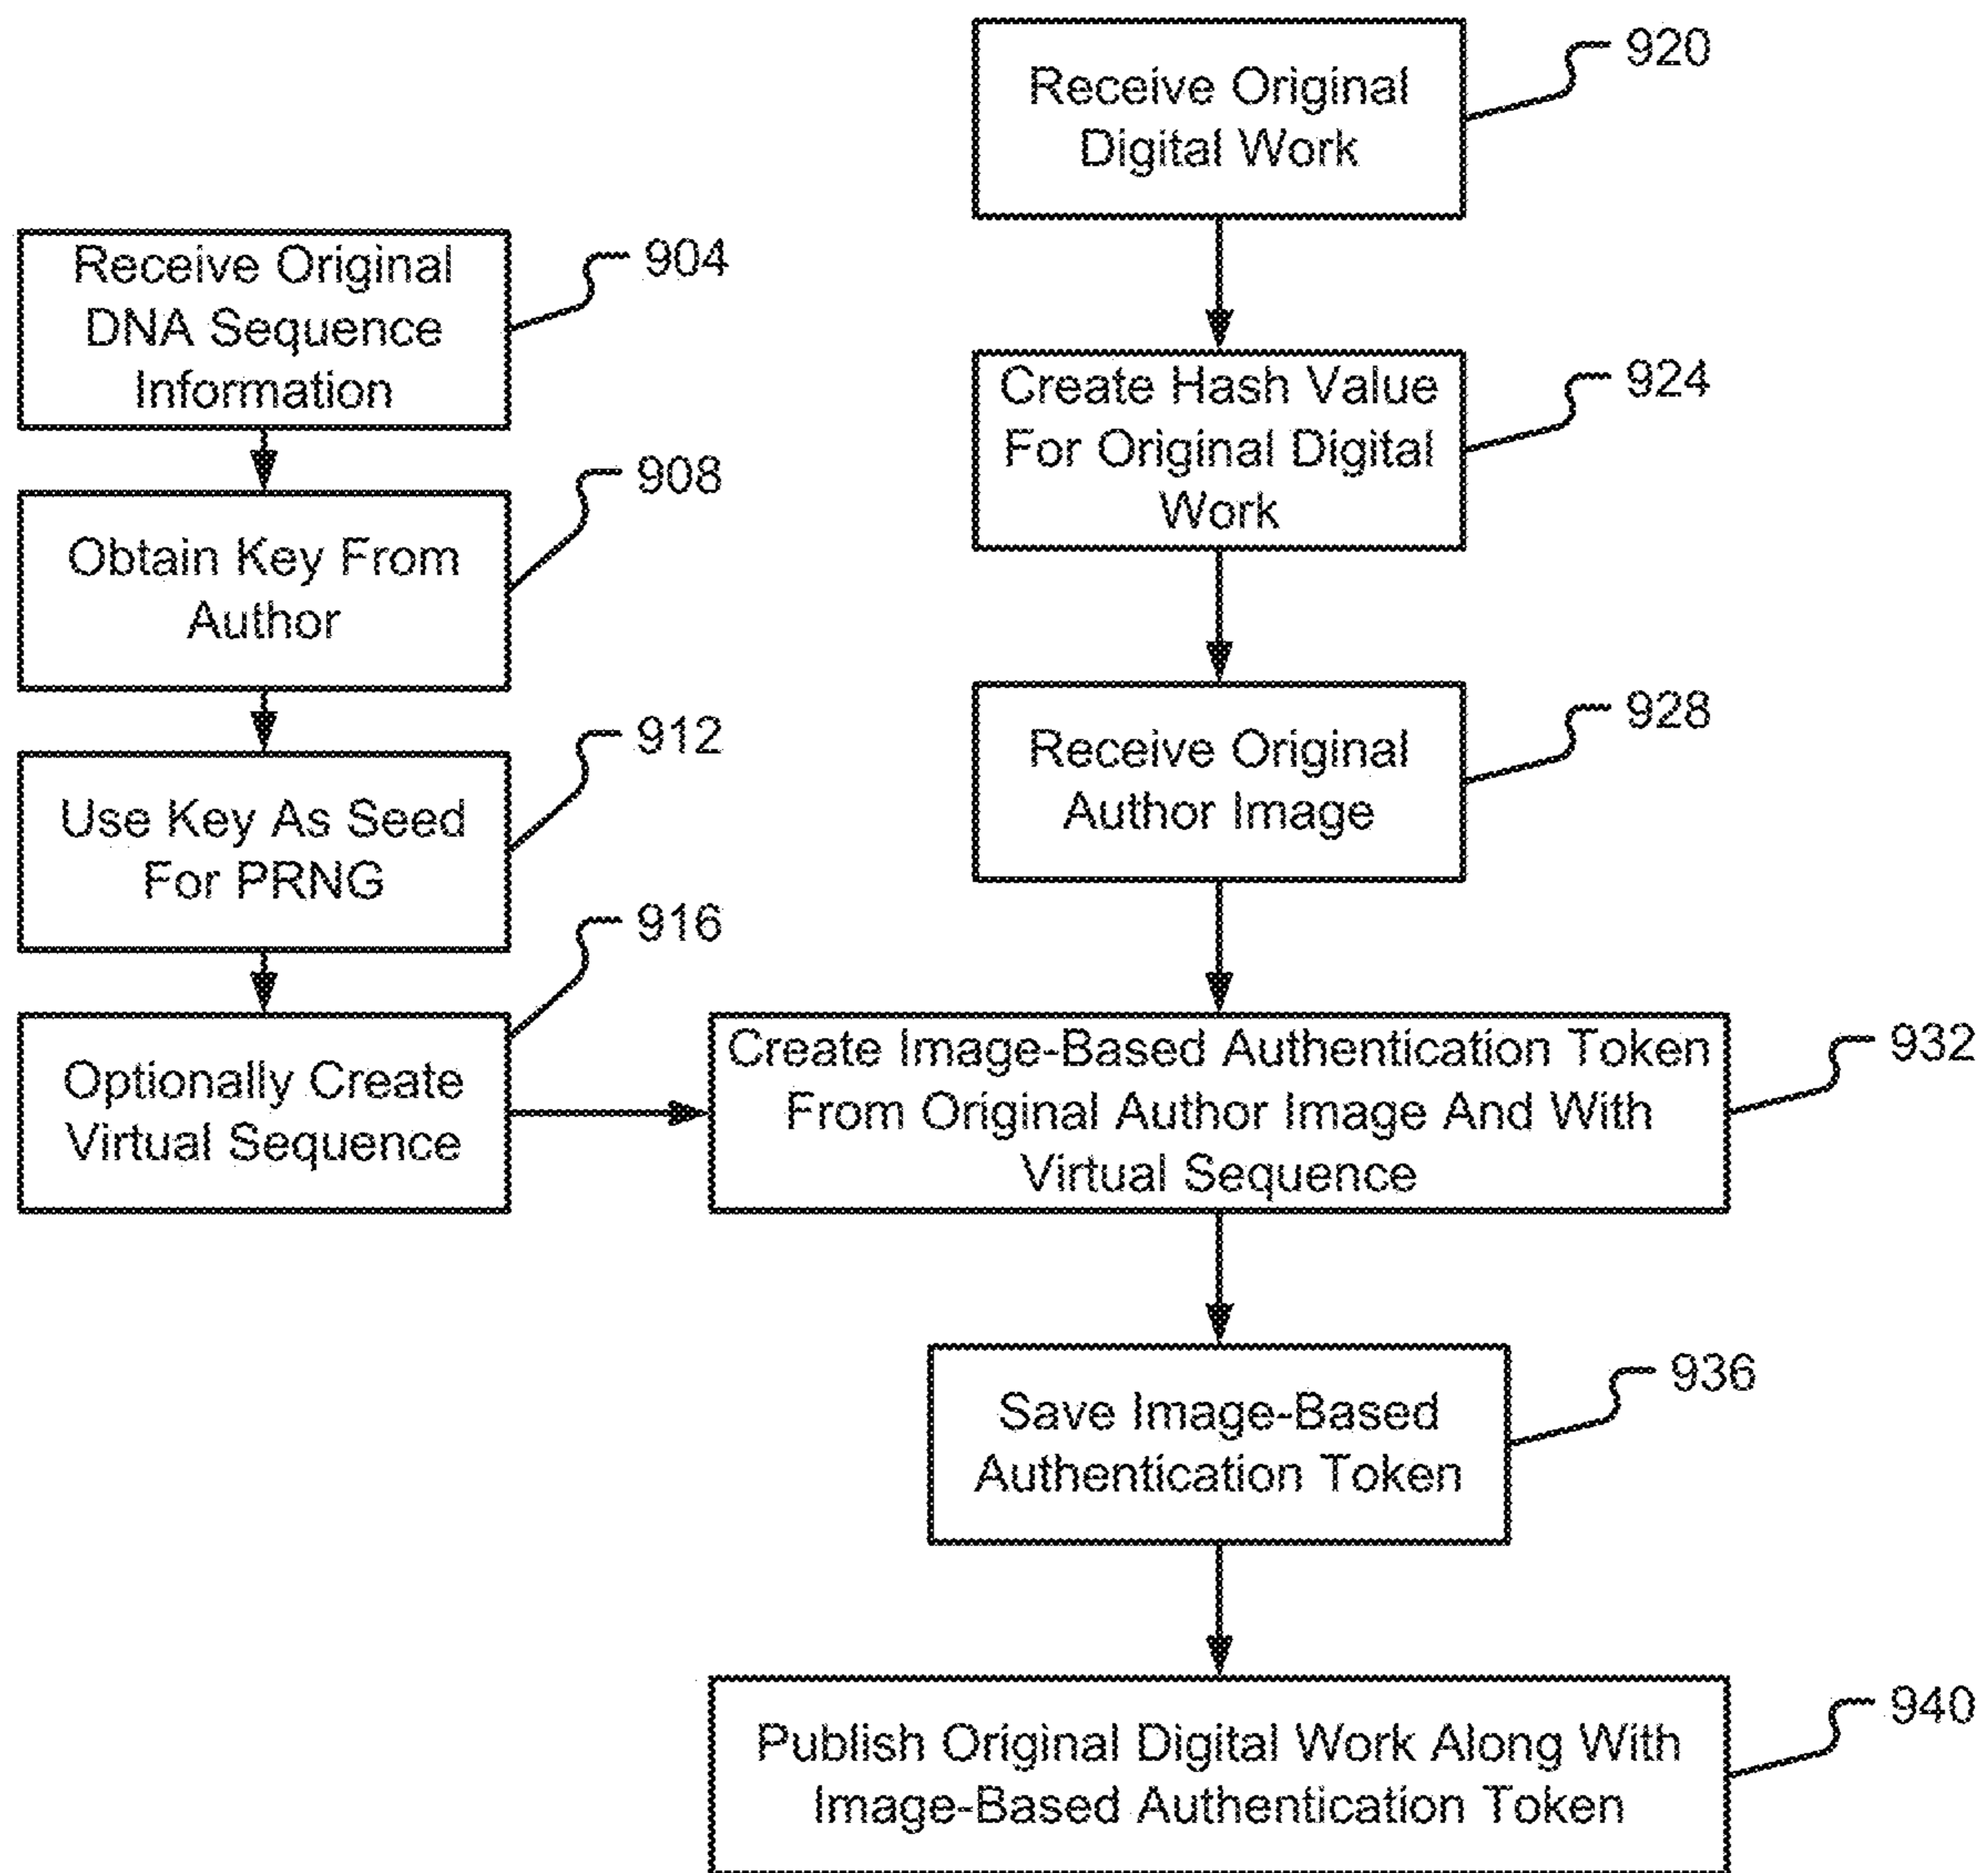 Receive Original
Digital Work
920
Receive Original
DNA Sequence
Information
904
Create Hash Value
For Original Digital
Work
924
Obtain Key From
Author
908
Receive Original
Author Image
928
Use Key As Seed
For PRNG
912
Optionally Create
Virtual Sequence
916
Create Image-Based Authentication Token
From Original Author Image And With
Virtual Sequence
932
Save Image-Based
Authentication Token
936
Publish Original Digital Work Along With
Image-Based Authentication Token
940